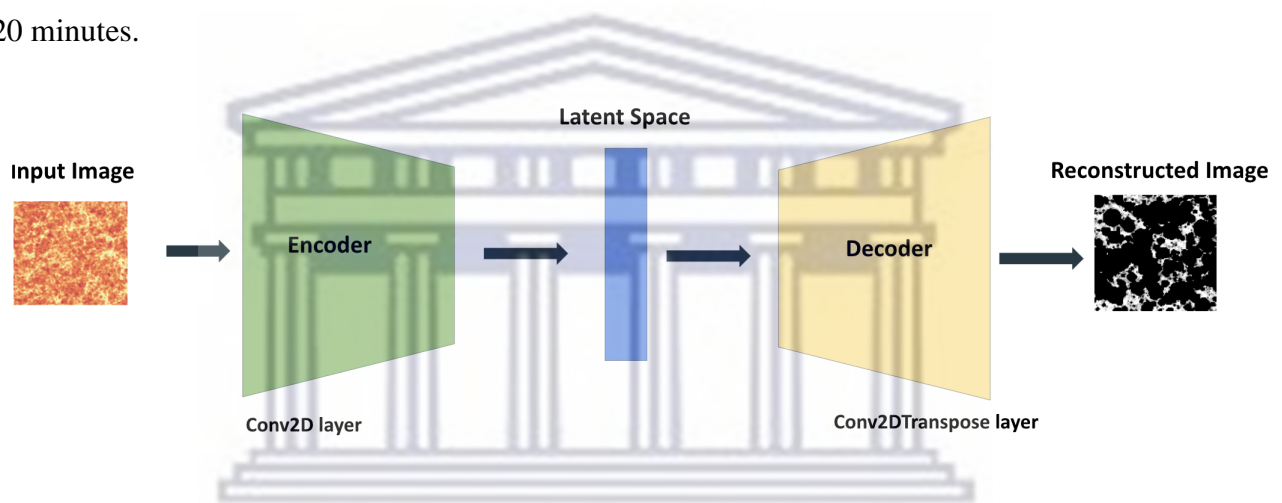 20 minutes.
Latent Space
Input Image
Reconstructed Image
Encoder
Decoder
Conv2D layer
Conv2DTranspose layer